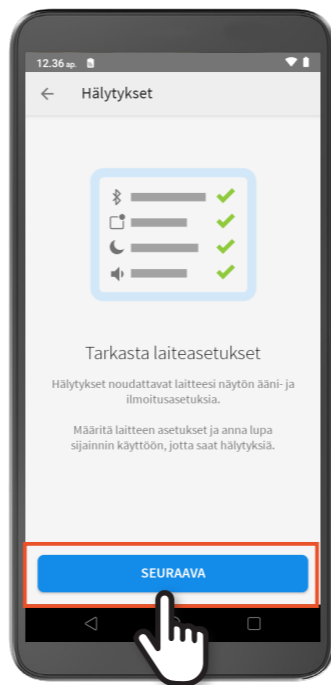 12.36 ap.
Hälytykset
Tarkasta laiteasetukset
Hälytykset noudattavat laitteesi näytön ääni- ja
ilmoitusasetuksia.
Määritä laitteen asetukset ja anna lupa
sijainnin käyttöön, jotta saat hälytyksiä.
SEURAAVA